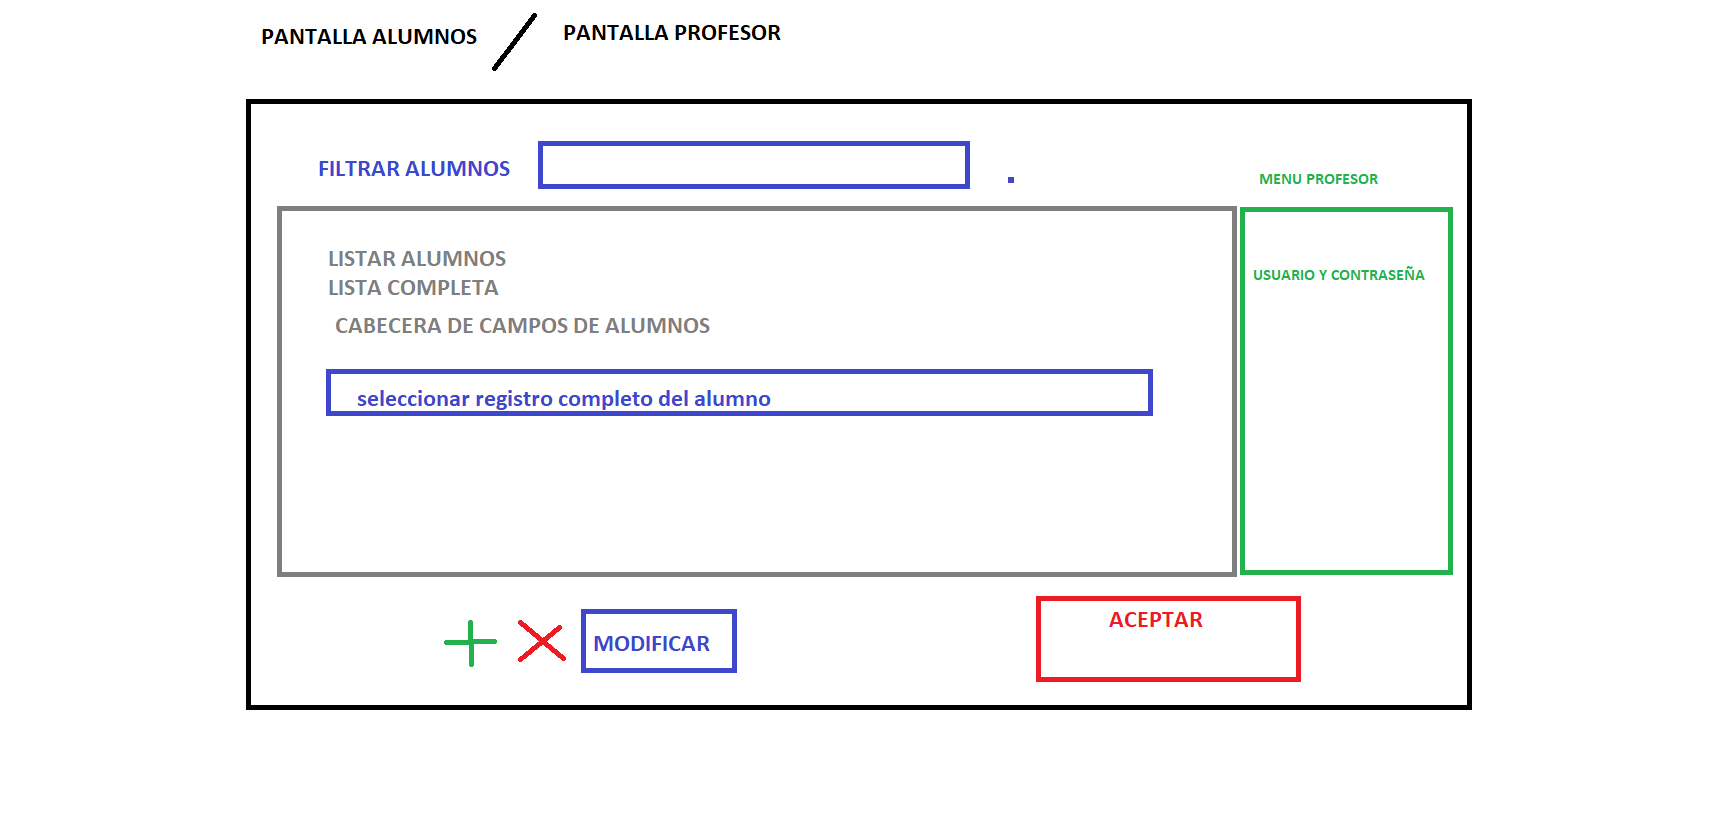 PANTALLA ALUMNOS / PANTALLA PROFESOR
FILTRAR ALUMNOS
MENU PROFESOR
LISTAR ALUMNOS
LISTA COMPLETA
CABECERA DE CAMPOS DE ALUMNOS
seleccionar registro completo del alumno
USUARIO Y CONTRASEÑA
MODIFICAR
ACEPTAR